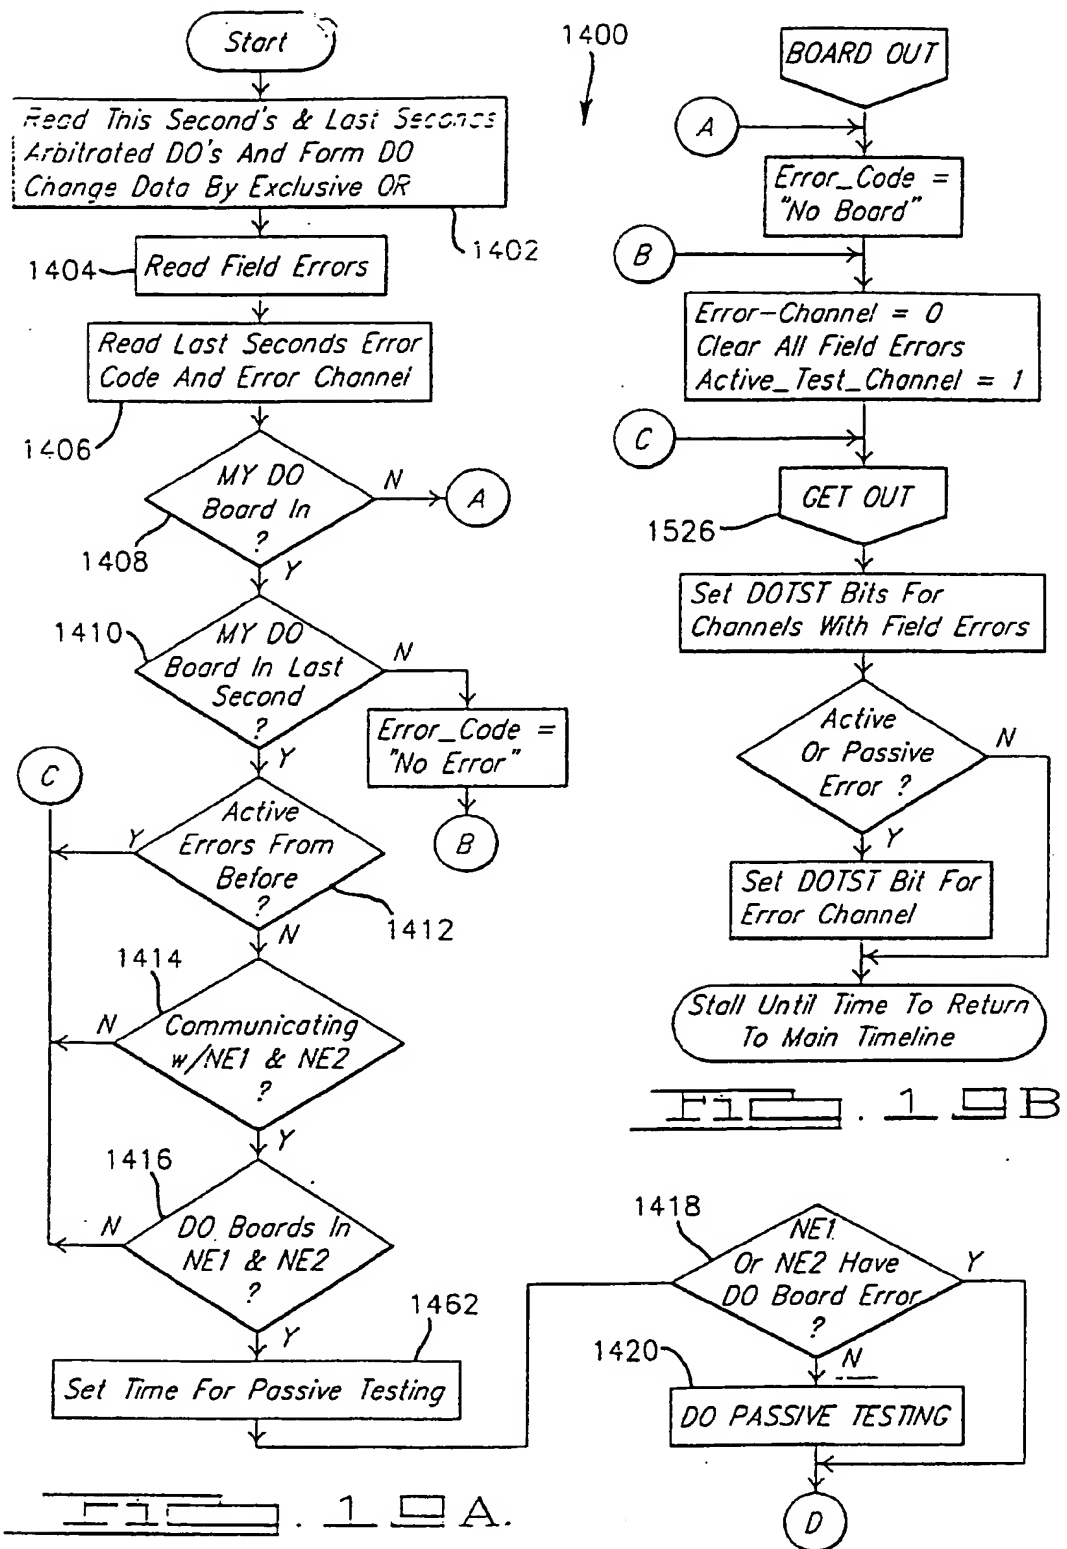 Start
Read This Second's & Last Seconds
Arbitrated DO's And Form DO
Change Data By Exclusive OR
1402
1404
Read Field Errors
Read Last Seconds Error
Code And Error Channel
1406
MY DO
Board In
?
N
A
1408
Y
1410
MY DO
Board In Last
Second
?
N
Error_Code =
"No Error"
B
Y
C
Active
Errors From
Before
?
Y
1412
N
1414
Communicating
w/NE1 & NE2
?
N
Y
1416
DO Boards In
NE1 & NE2
?
N
Y
1462
Set Time For Passive Testing
FIG. 19A.
1400
BOARD OUT
A
Error_Code =
"No Board"
B
Error-Channel = 0
Clear All Field Errors
Active_Test_Channel = 1
C
GET OUT
1526
Set DOTST Bits For
Channels With Field Errors
Active
Or Passive
Error ?
N
Y
Set DOTST Bit For
Error Channel
Stall Until Time To Return
To Main Timeline
FIG. 19B
1418
NE1
Or NE2 Have
DO Board Error
?
Y
1420
N
DO PASSIVE TESTING
D